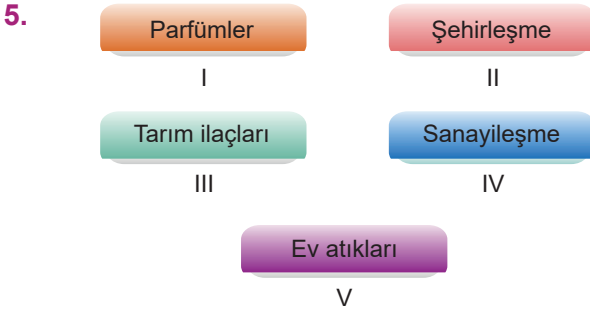 5.
Parfümler
Şehirleşme
I
II
Tarım ilaçları
Sanayileşme
III
IV
Ev atıkları
V